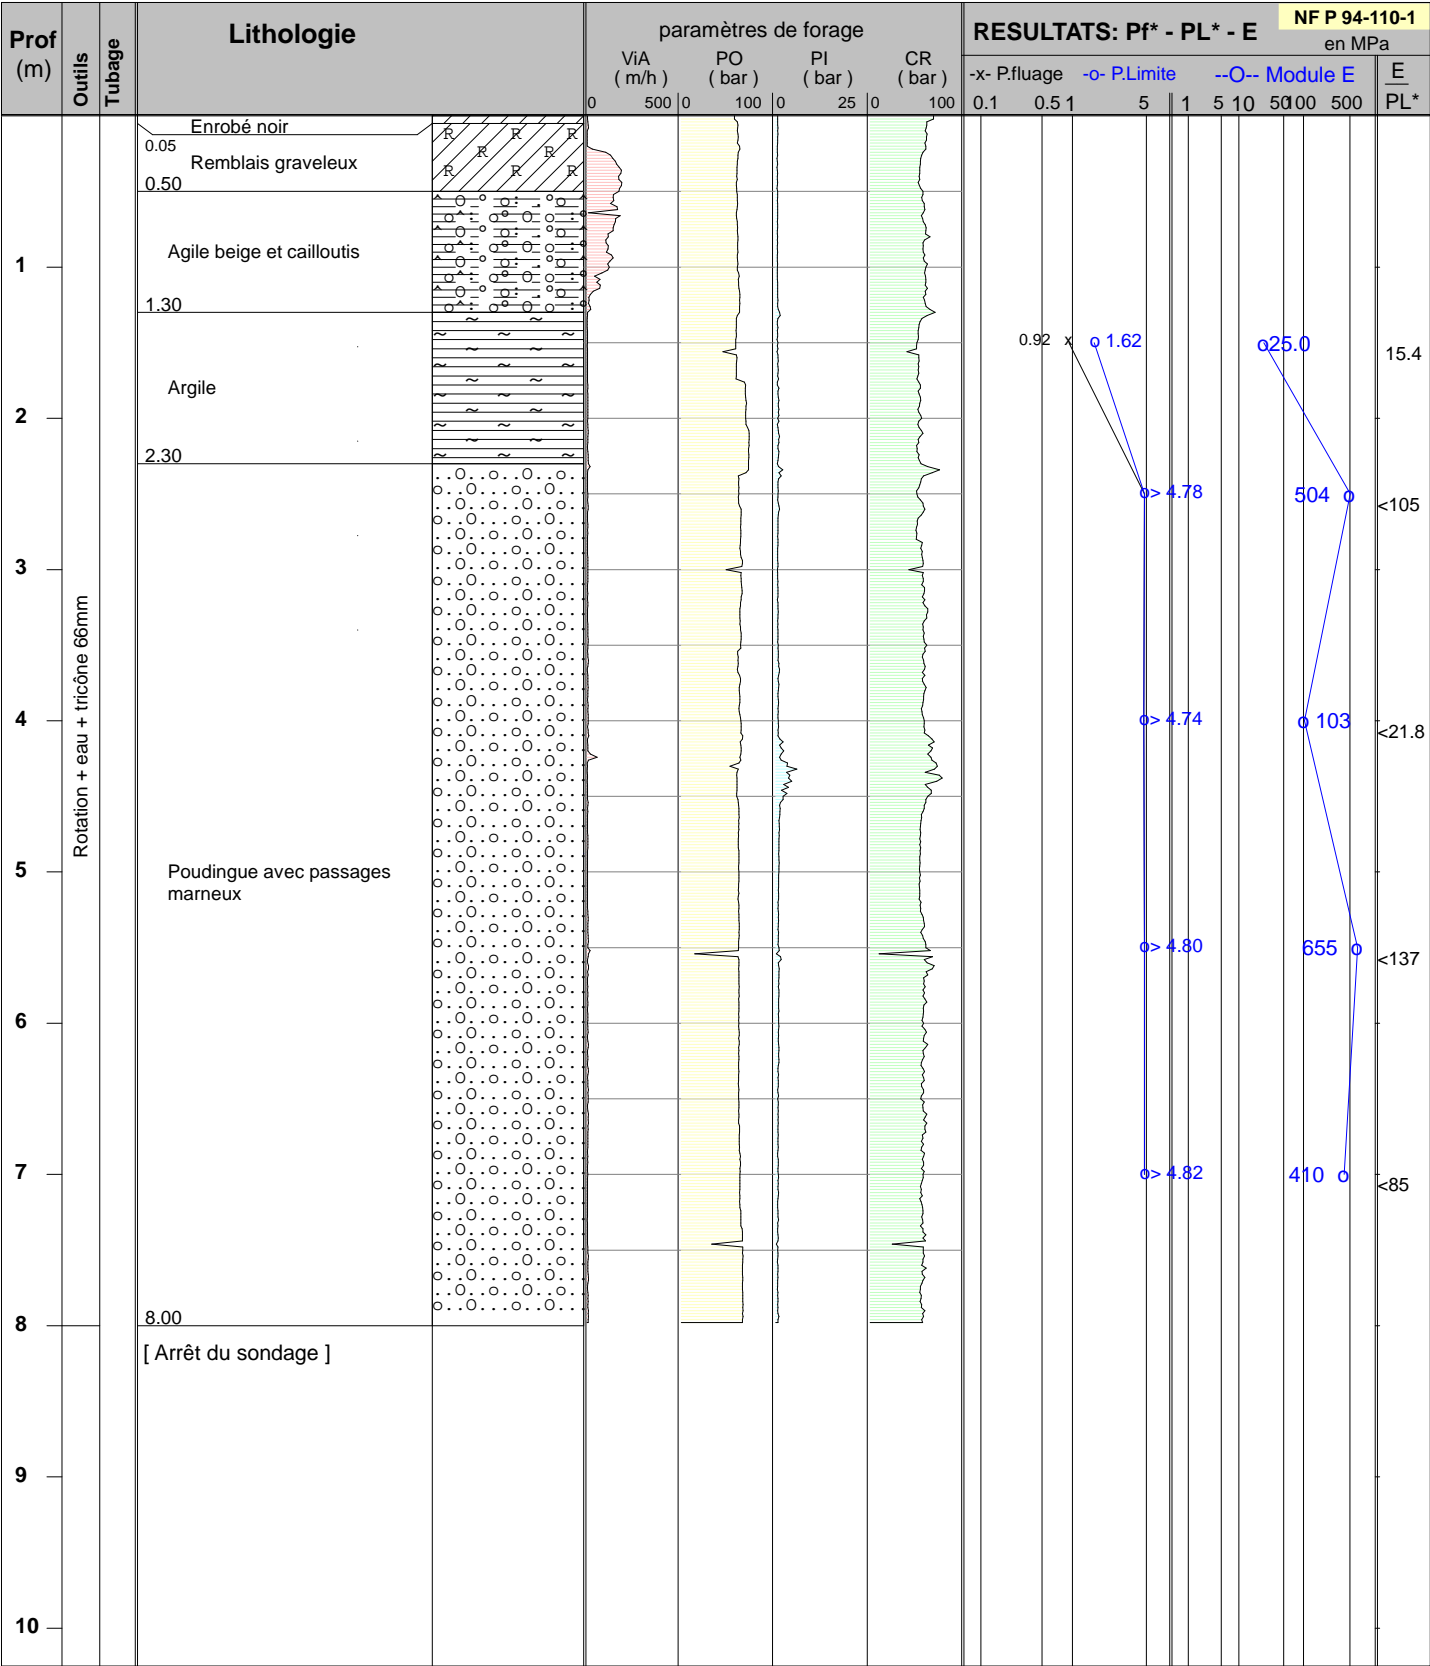 Prof
(m)
Outils
Tubage
Lithologie
paramètres de forage
ViA
( m/h )
PO
( bar )
PI
( bar )
CR
( bar )
0 500
0 100
0 25
0 100
RESULTATS: Pf* - PL* - E
NF P 94-110-1
en MPa
-x- P.fluage -o- P.Limite --O-- Module E
E
PL*
0.1 0.5 1 5 1 5 10 50 100 500
Enrobé noir
0.05
Remblais graveleux
0.50
Agile beige et cailloutis
1
1.30
0.92 x o 1.62 o25.0 15.4
Argile
2
2.30
o> 4.78 504 o <105
3
Rotation + eau + tricône 66mm
4
o> 4.74 o 103 <21.8
5
Poudingue avec passages
marneux
o> 4.80 655 o <137
6
7
o> 4.82 410 o <85
8.00
8
[ Arrêt du sondage ]
9
10